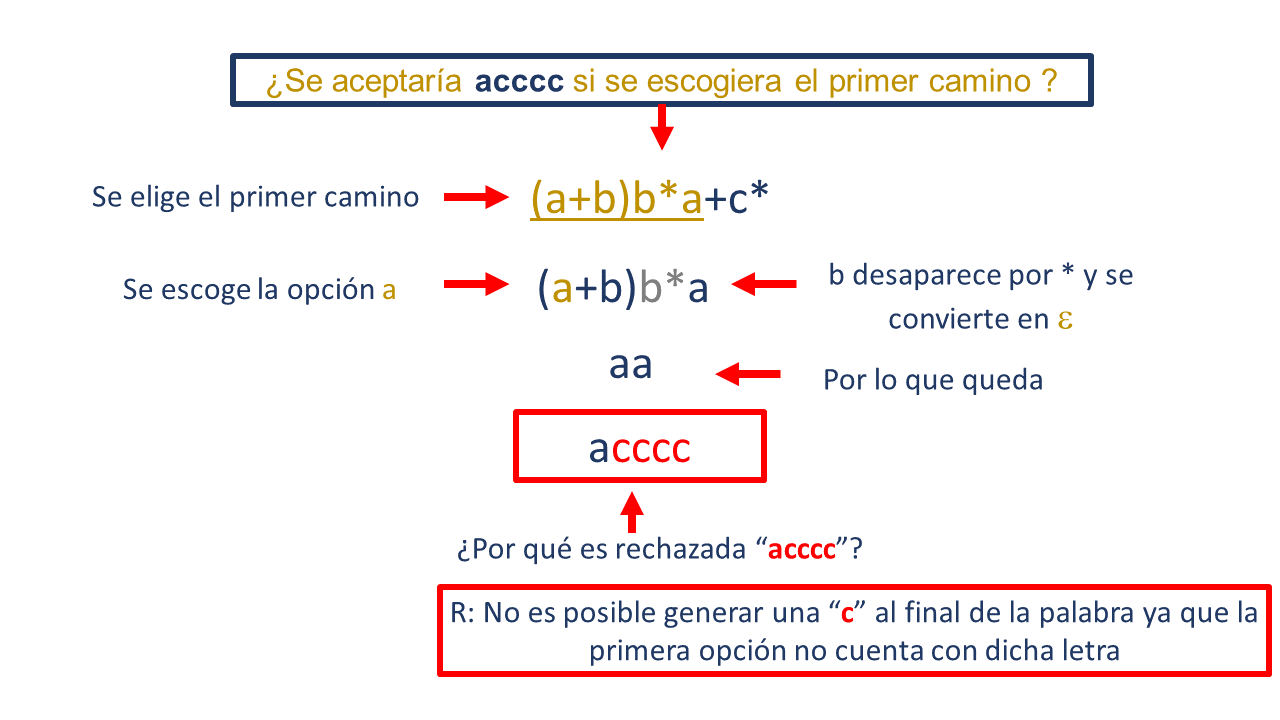 ¿Se aceptaría acccc si se escogiera el primer camino ?
Se elige el primer camino
(a+b)b*a+c*
Se escoge la opción a
(a+b)b*a
b desaparece por * y se
convierte en ε
aa
Por lo que queda
acccc
¿Por qué es rechazada “acccc”?
R: No es posible generar una “c” al final de la palabra ya que la
primera opción no cuenta con dicha letra